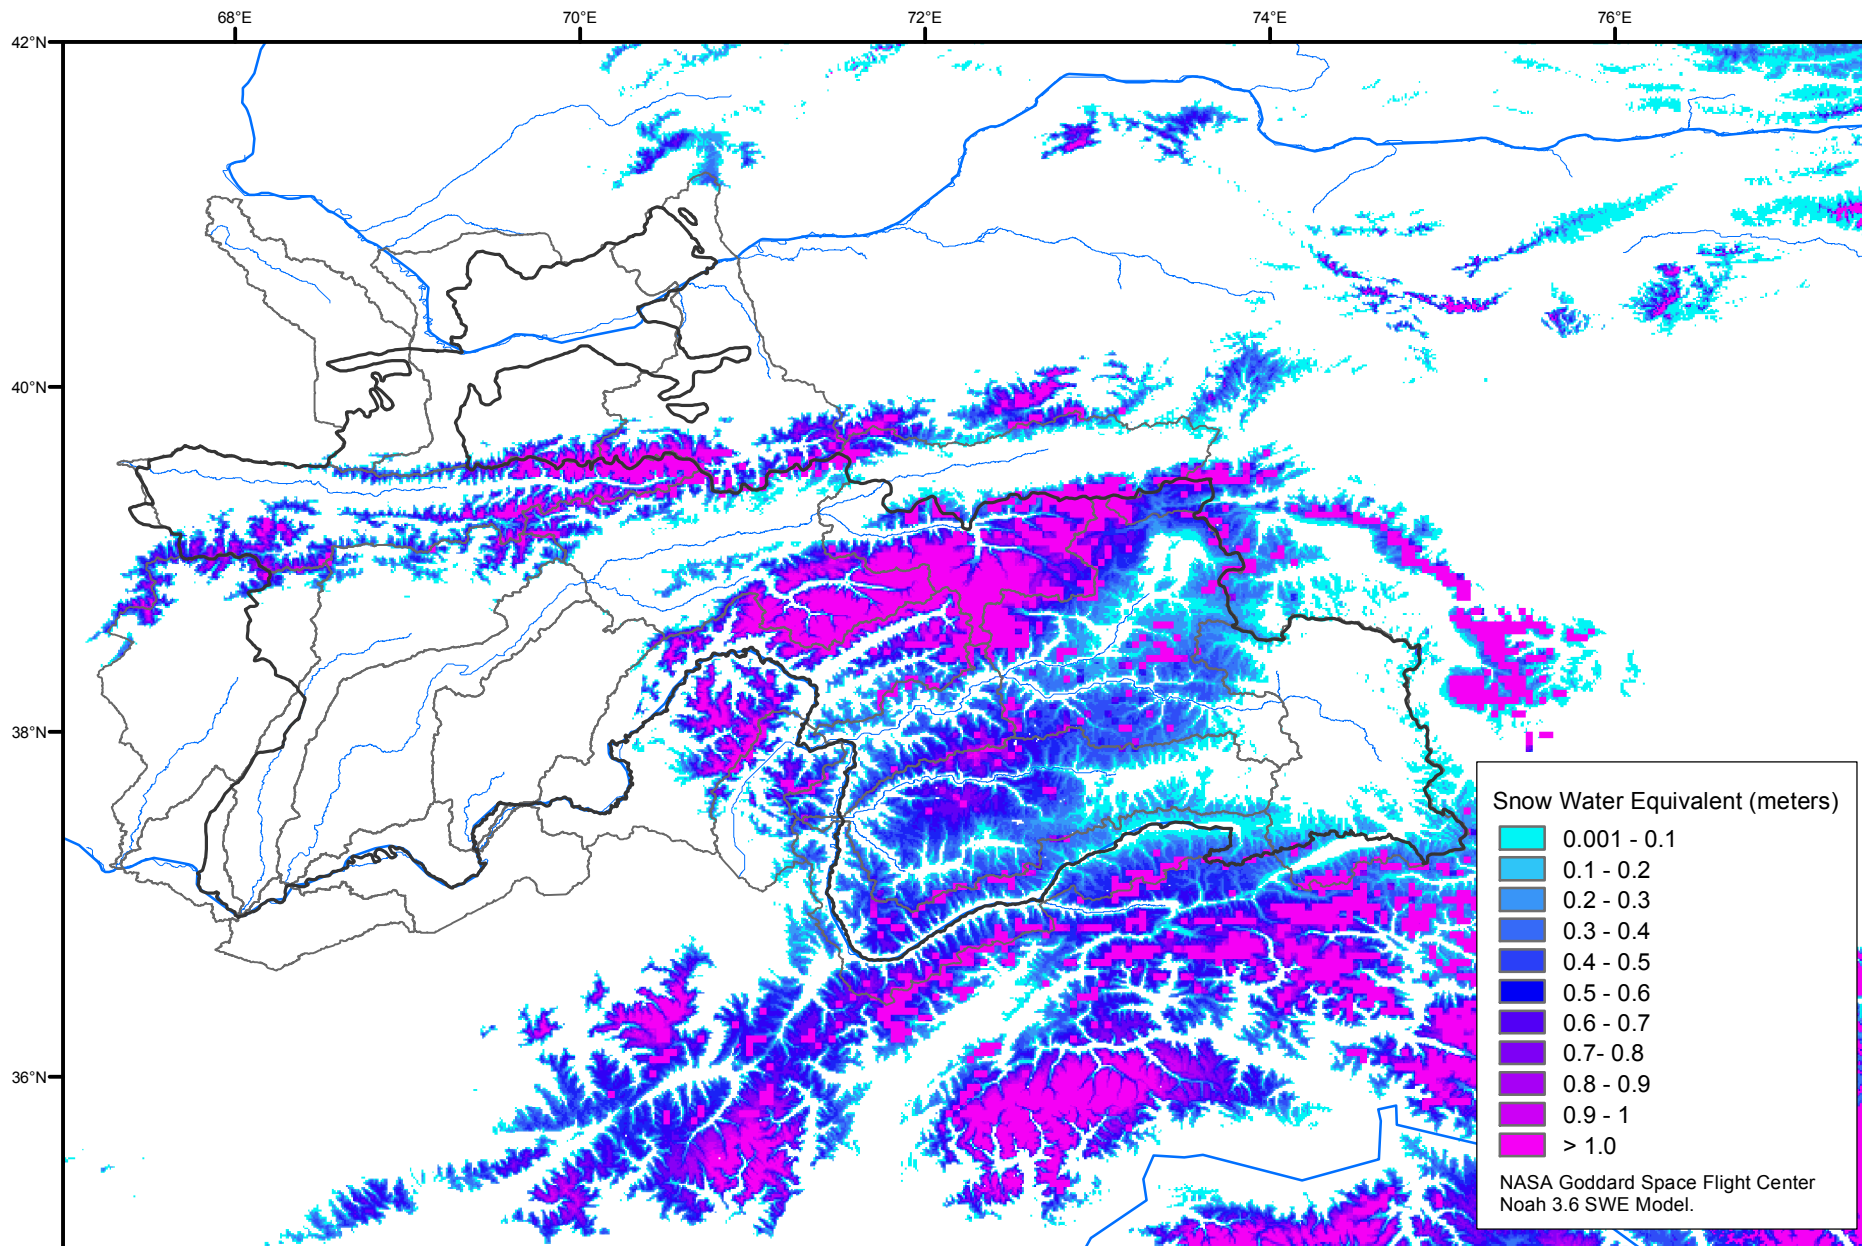 68°E 70°E 72°E 74°E 76°E
42°N
40°N
38°N
36°N
Snow Water Equivalent (meters)
0.001 - 0.1
0.1 - 0.2
0.2 - 0.3
0.3 - 0.4
0.4 - 0.5
0.5 - 0.6
0.6 - 0.7
0.7- 0.8
0.8 - 0.9
0.9 - 1
> 1.0
NASA Goddard Space Flight Center
Noah 3.6 SWE Model.